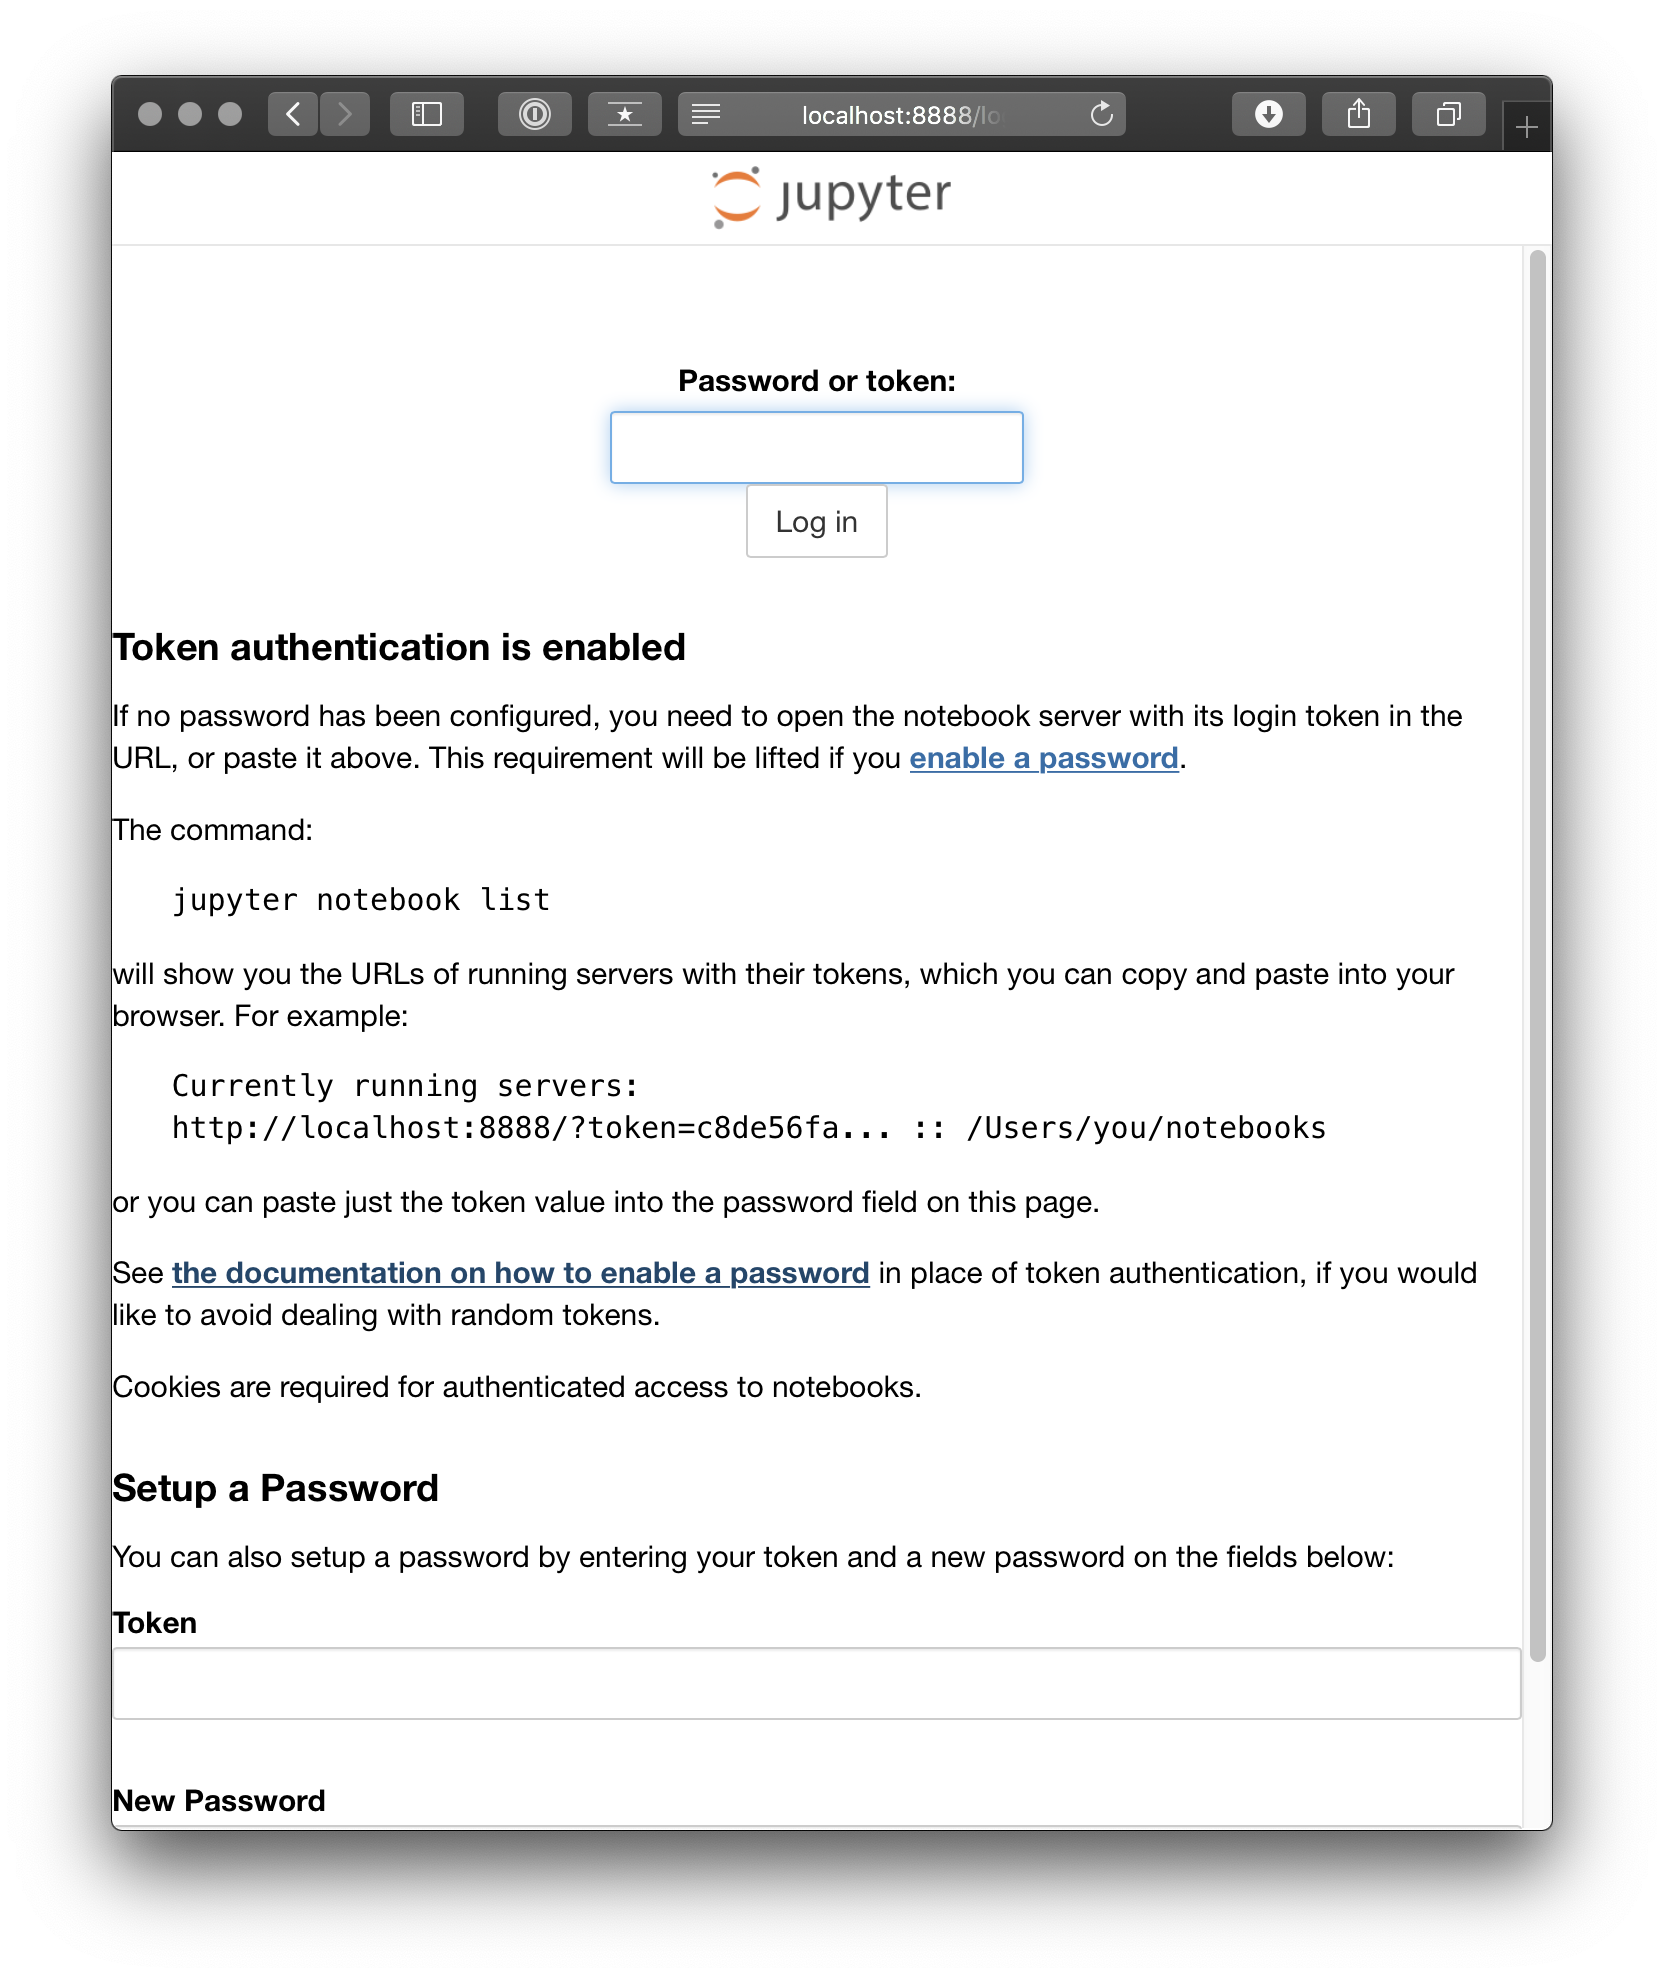 localhost:8888/lo
jupyter
Password or token:
Log in
Token authentication is enabled
If no password has been configured, you need to open the notebook server with its login token in the
URL, or paste it above. This requirement will be lifted if you enable a password.
The command:
jupyter notebook list
will show you the URLs of running servers with their tokens, which you can copy and paste into your
browser. For example:
Currently running servers:
http://localhost:8888/?token=c8de56fa... :: /Users/you/notebooks
or you can paste just the token value into the password field on this page.
See the documentation on how to enable a password in place of token authentication, if you would
like to avoid dealing with random tokens.
Cookies are required for authenticated access to notebooks.
Setup a Password
You can also setup a password by entering your token and a new password on the fields below:
Token
New Password